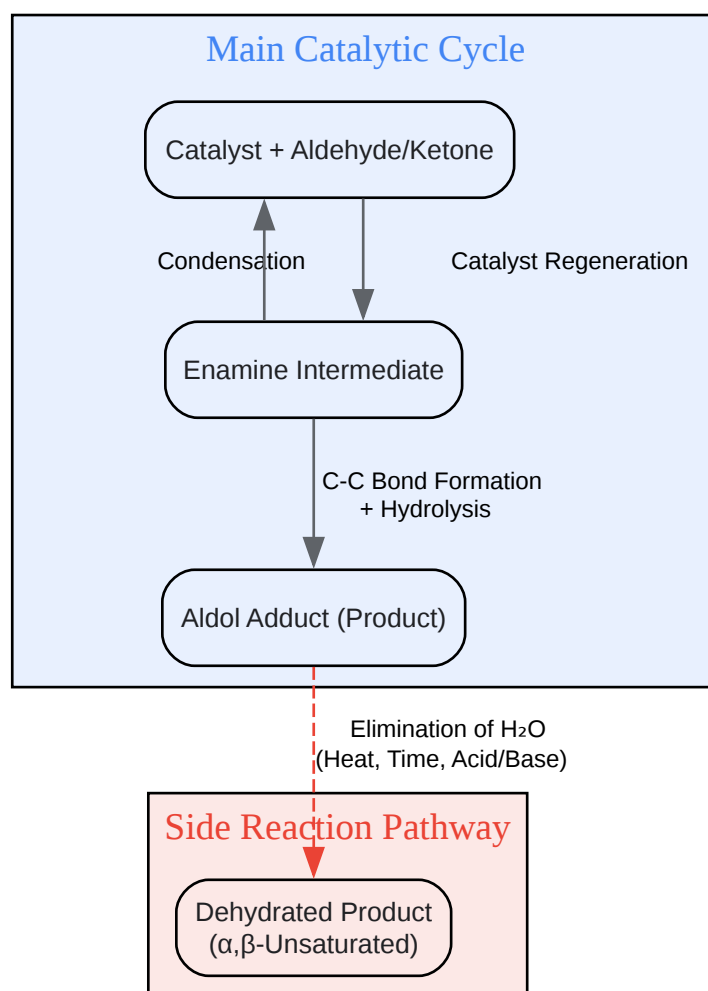 Main Catalytic Cycle
Catalyst + Aldehyde/Ketone
Condensation
Catalyst Regeneration
Enamine Intermediate
C-C Bond Formation
+ Hydrolysis
Aldol Adduct (Product)
Elimination of H₂O
(Heat, Time, Acid/Base)
Side Reaction Pathway
Dehydrated Product
(α,β-Unsaturated)